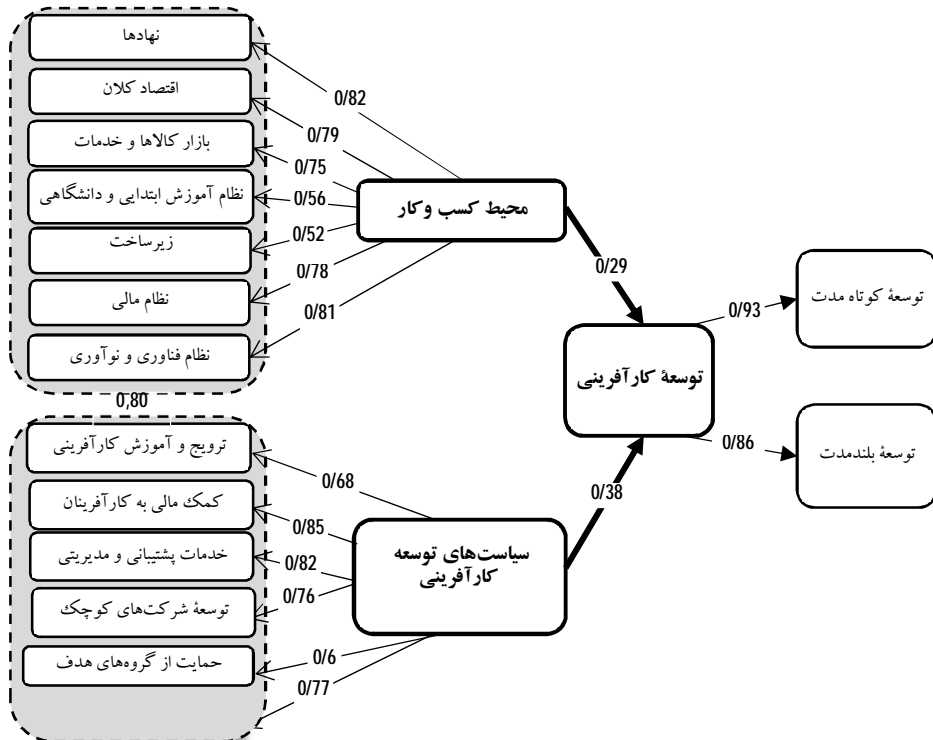 نهادها
اقتصاد کلان
بازار کالاها و خدمات
نظام آموزش ابتدایی و دانشگاهی
زیرساخت
نظام مالی
نظام فناوری و نوآوری
0/82
0/79
0/75
0/56
0/52
0/78
0/81
محیط کسب وکار
0/29
توسعۀ کارآفرینی
0/93
توسعۀ کوتاه مدت
0/86
توسعۀ بلندمدت
0/38
0,80
ترویج و آموزش کارآفرینی
کمک مالی به کارآفرینان
خدمات پشتیبانی و مدیریتی
توسعۀ شرکت‌های کوچک
حمایت از گروه‌های هدف
0/68
0/85
0/82
0/76
0/6
0/77
سیاست‌های توسعه
کارآفرینی